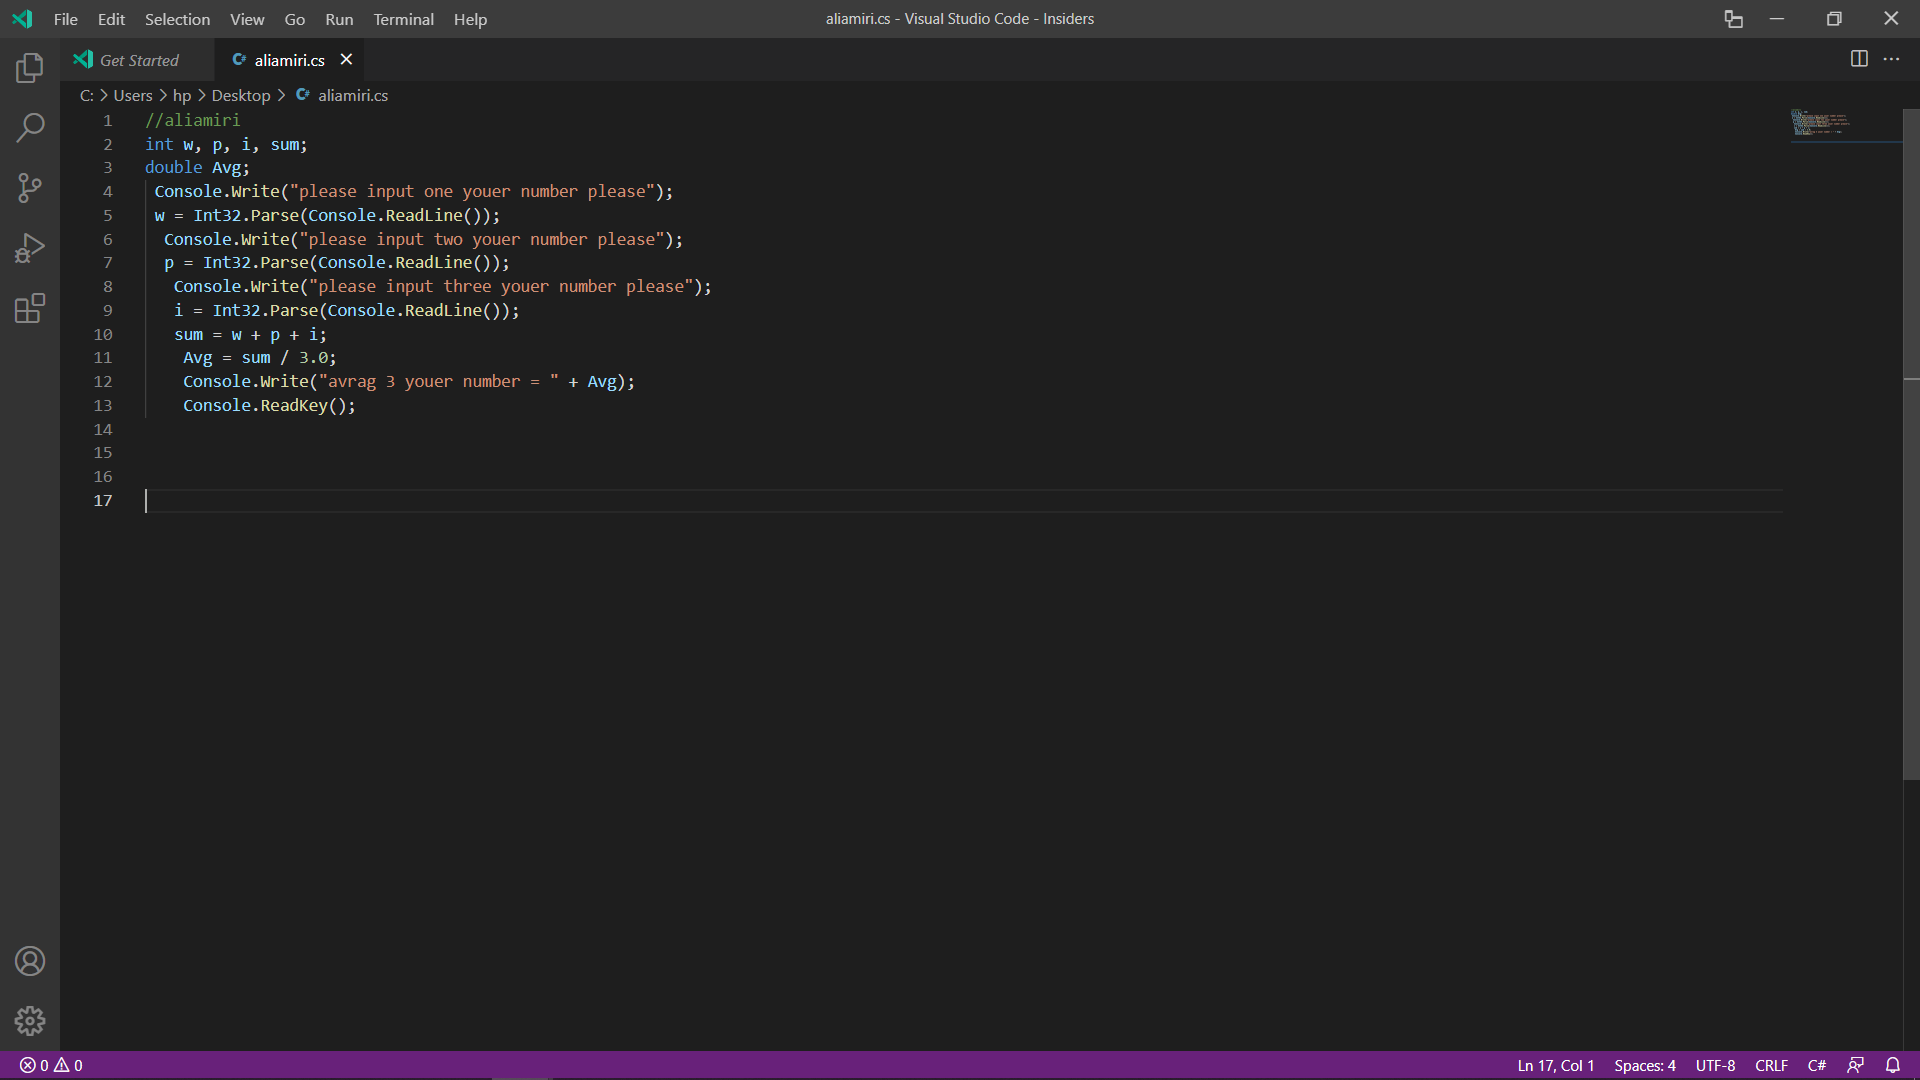 File Edit Selection View Go Run Terminal Help
aliamiri.cs - Visual Studio Code - Insiders
Get Started
C# aliamiri.cs
C: > Users > hp > Desktop > C# aliamiri.cs
1 //aliamiri
2 int w, p, i, sum;
3 double Avg;
4 Console.Write("please input one youer number please");
5 w = Int32.Parse(Console.ReadLine());
6 Console.Write("please input two youer number please");
7 p = Int32.Parse(Console.ReadLine());
8 Console.Write("please input three youer number please");
9 i = Int32.Parse(Console.ReadLine());
10 sum = w + p + i;
11 Avg = sum / 3.0;
12 Console.Write("avrag 3 youer number = " + Avg);
13 Console.ReadKey();
14
15
16
17
0 0
Ln 17, Col 1 Spaces: 4 UTF-8 CRLF C#